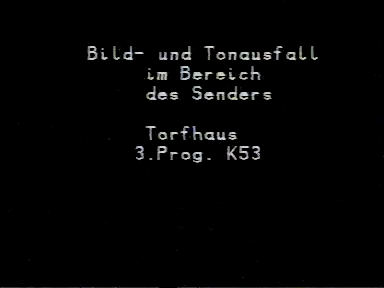 Bild- und Tonausfall
im Bereich
des Senders
Torfhaus
3.Prog. K53